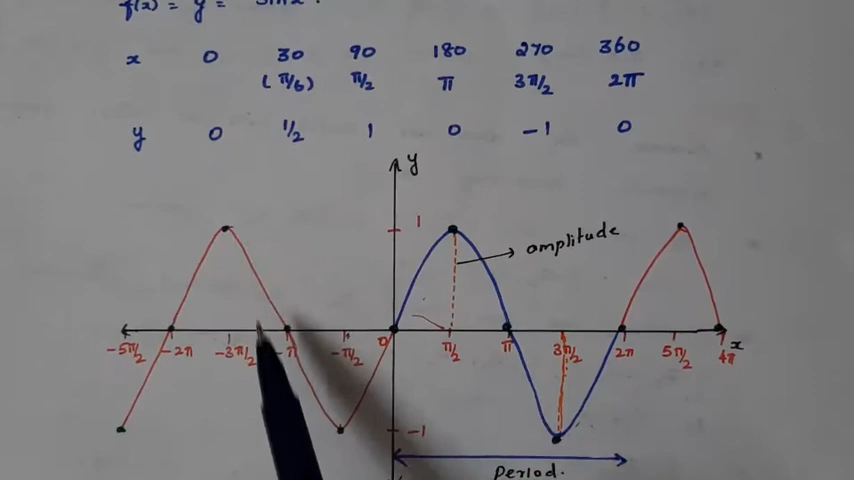 f(x) = y = sinx.
x 0 30 90 180 270 360
(π/6) π/2 π 3π/2 2π
y 0 1/2 1 0 -1 0
y
1
amplitude
0
-5π/2 -2π -3π/2 -π -π/2 π/2 π 3π/2 2π 5π/2 4π x
-1
Period.